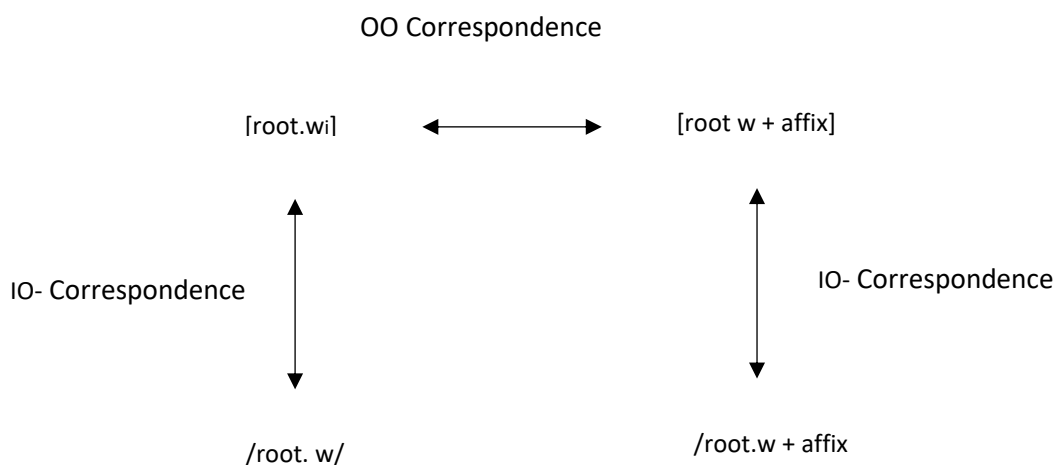 OO Correspondence
[root.wi]
[root w + affix]
IO- Correspondence
IO- Correspondence
/root. w/
/root.w + affix